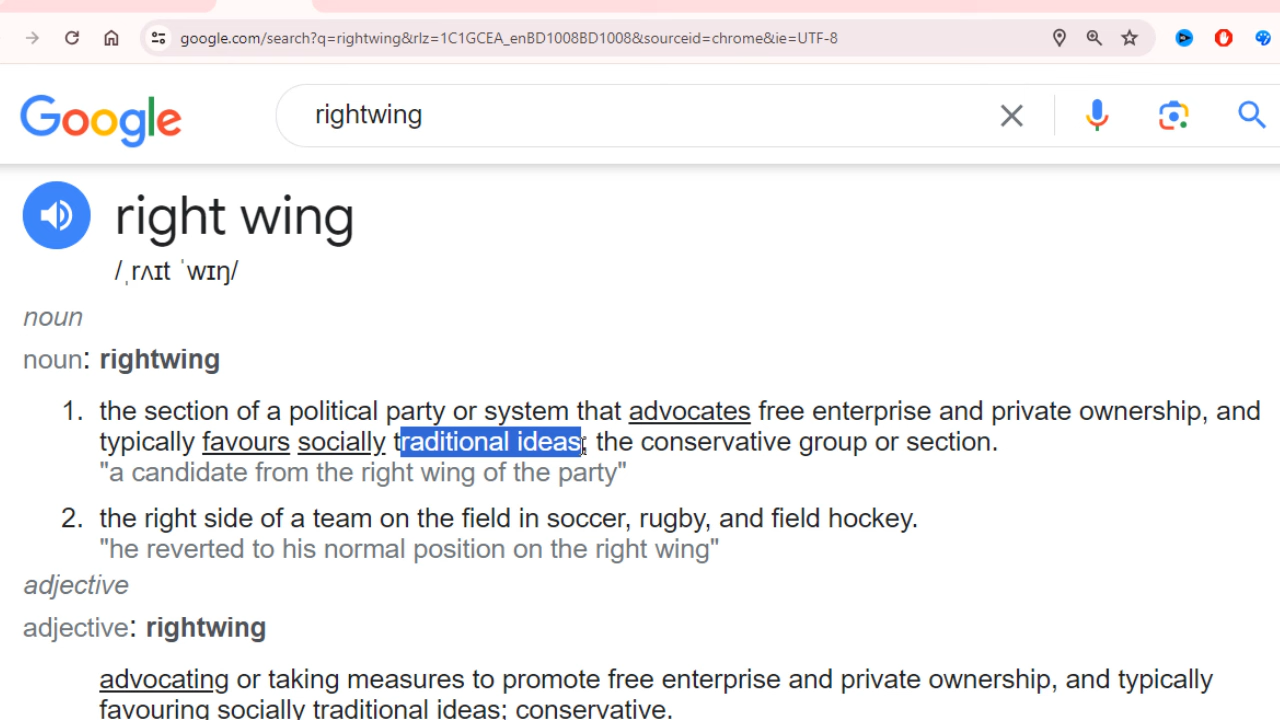 google.com/search?q=rightwing&rlz=1C1GCEA_enBD1008BD1008&sourceid=chrome&ie=UTF-8
Google
rightwing
right wing
/ˌrʌɪt ˈwɪŋ/
noun
noun: rightwing
1. the section of a political party or system that advocates free enterprise and private ownership, and
typically favours socially traditional ideas; the conservative group or section.
"a candidate from the right wing of the party"
2. the right side of a team on the field in soccer, rugby, and field hockey.
"he reverted to his normal position on the right wing"
adjective
adjective: rightwing
advocating or taking measures to promote free enterprise and private ownership, and typically
favouring socially traditional ideas; conservative.